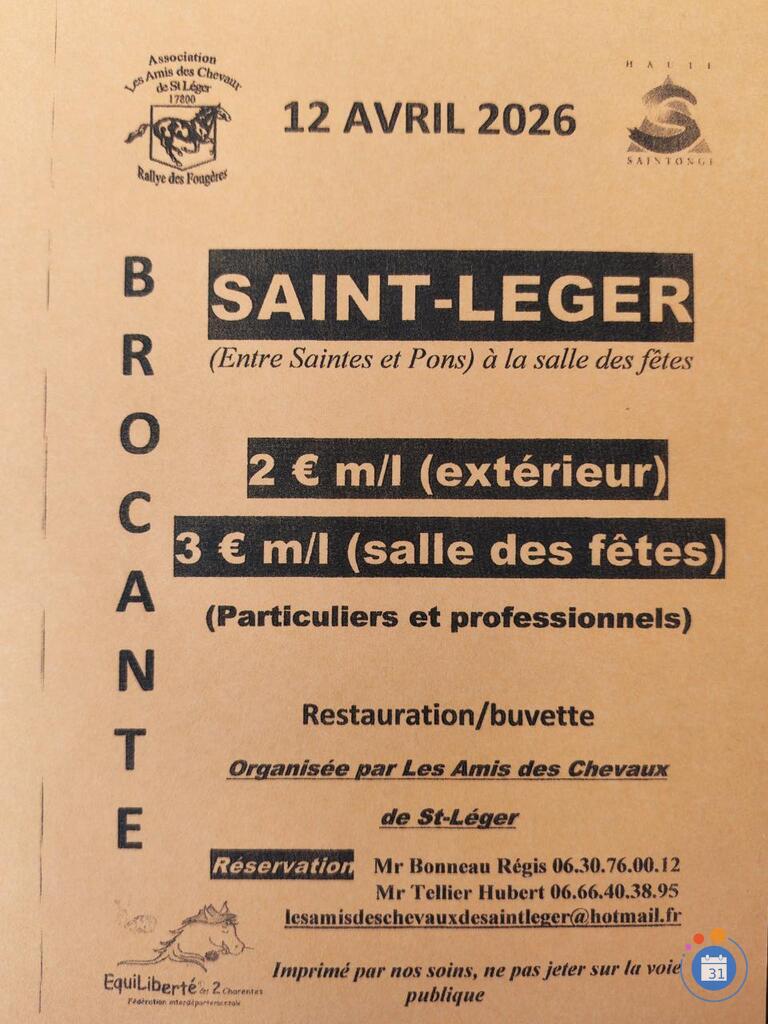 Association
Les Amis des Chevaux
de St Léger
17800
Rallye des Fougères
12 AVRIL 2026
HAUTE
SAINTONGE
BROCANTE
SAINT-LEGER
(Entre Saintes et Pons) à la salle des fêtes
2 € m/l (extérieur)
3 € m/l (salle des fêtes)
(Particuliers et professionnels)
Restauration/buvette
Organisée par Les Amis des Chevaux
de St-Léger
Réservation Mr Bonneau Régis 06.30.76.00.12
Mr Tellier Hubert 06.66.40.38.95
lesamisdeschevauxdesaintleger@hotmail.fr
EquiLiberté des 2 Charentes
Fédération interdépartementale
Imprimé par nos soins, ne pas jeter sur la voie
publique
31